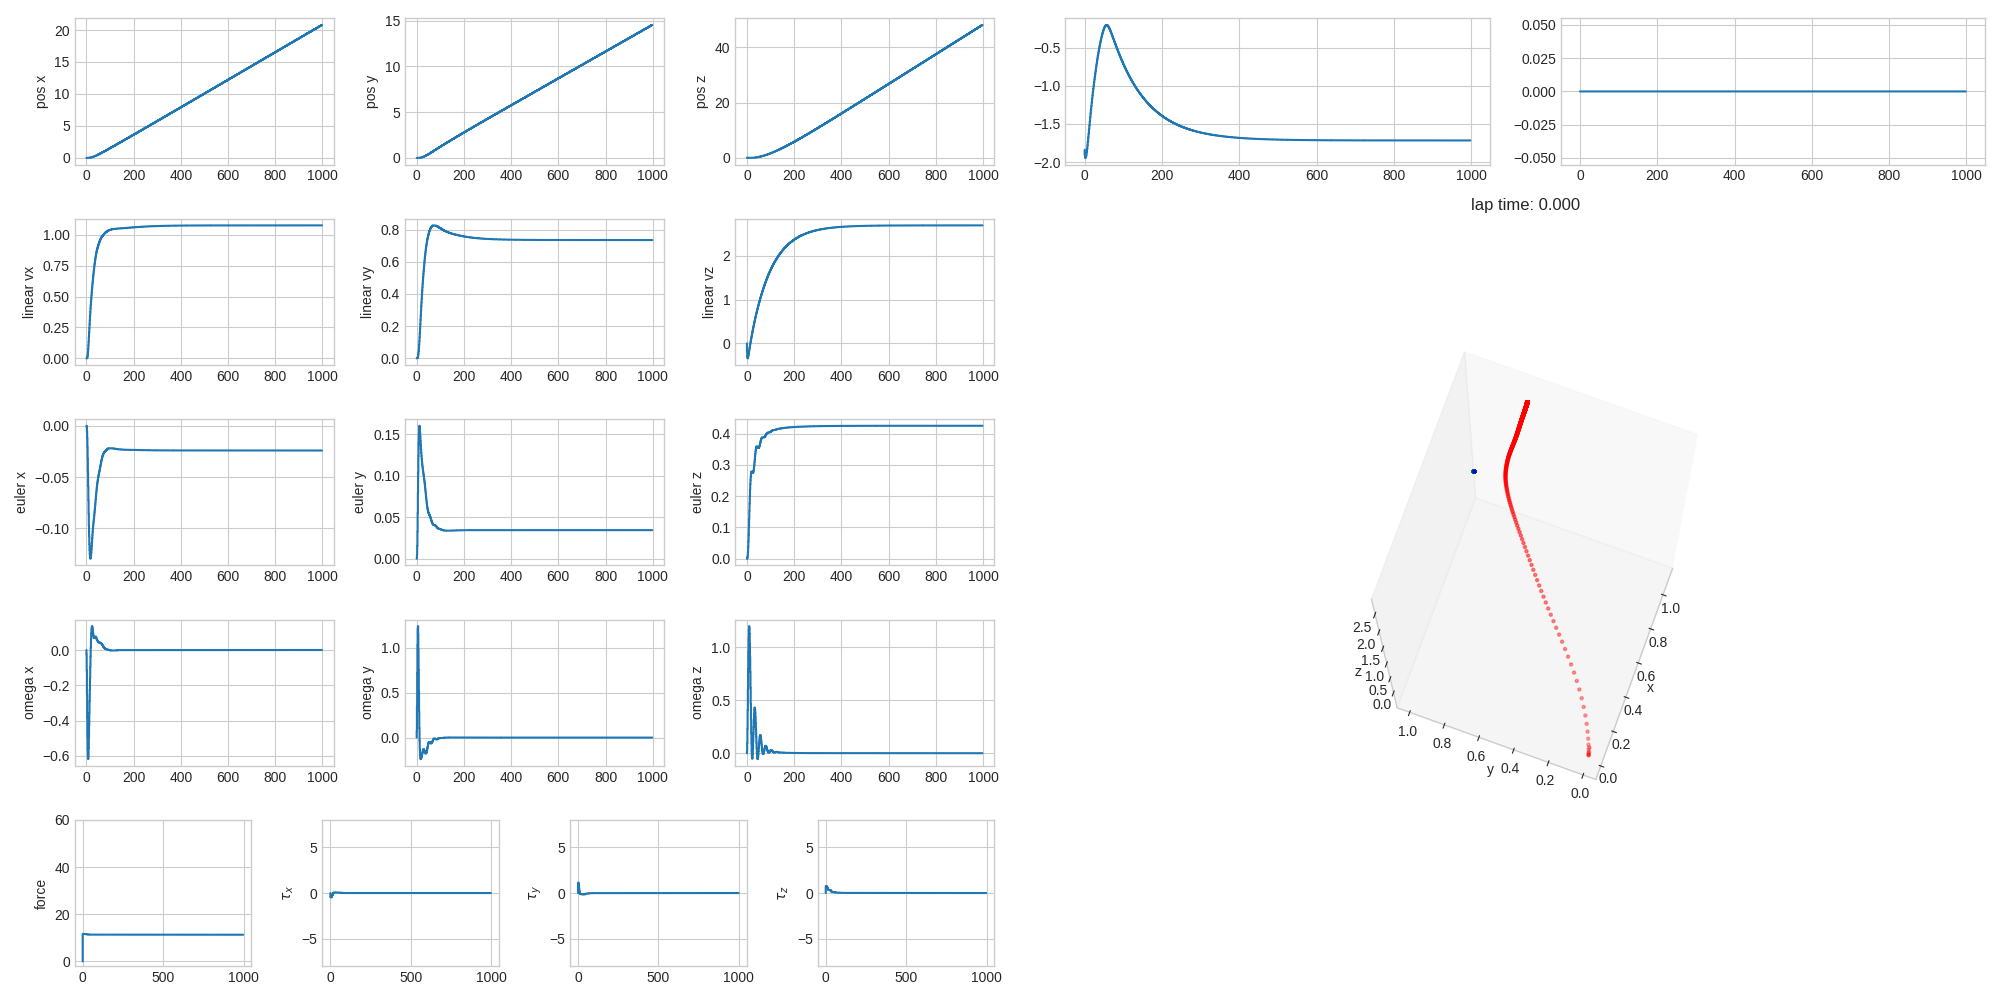 20
15
10
5
0
pos x
0 200 400 600 800 1000
15
10
5
0
pos y
0 200 400 600 800 1000
40
20
0
pos z
0 200 400 600 800 1000
−0.5
−1.0
−1.5
−2.0
0 200 400 600 800 1000
0.050
0.025
0.000
−0.025
−0.050
0 200 400 600 800 1000
lap time: 0.000
1.00
0.75
0.50
0.25
0.00
linear vx
0 200 400 600 800 1000
0.8
0.6
0.4
0.2
0.0
linear vy
0 200 400 600 800 1000
2
1
0
linear vz
0 200 400 600 800 1000
0.00
−0.05
−0.10
euler x
0 200 400 600 800 1000
0.15
0.10
0.05
0.00
euler y
0 200 400 600 800 1000
0.4
0.3
0.2
0.1
0.0
euler z
0 200 400 600 800 1000
0.0
−0.2
−0.4
−0.6
omega x
0 200 400 600 800 1000
1.0
0.5
0.0
omega y
0 200 400 600 800 1000
1.0
0.5
0.0
omega z
0 200 400 600 800 1000
2.5
2.0
1.5
1.0
0.5
0.0
z
1.0
0.8
0.6
0.4
0.2
0.0
y
1.0
0.8
0.6
0.4
0.2
0.0
x
60
40
20
0
force
0 500 1000
5
0
−5
τx
0 500 1000
5
0
−5
τy
0 500 1000
5
0
−5
τz
0 500 1000